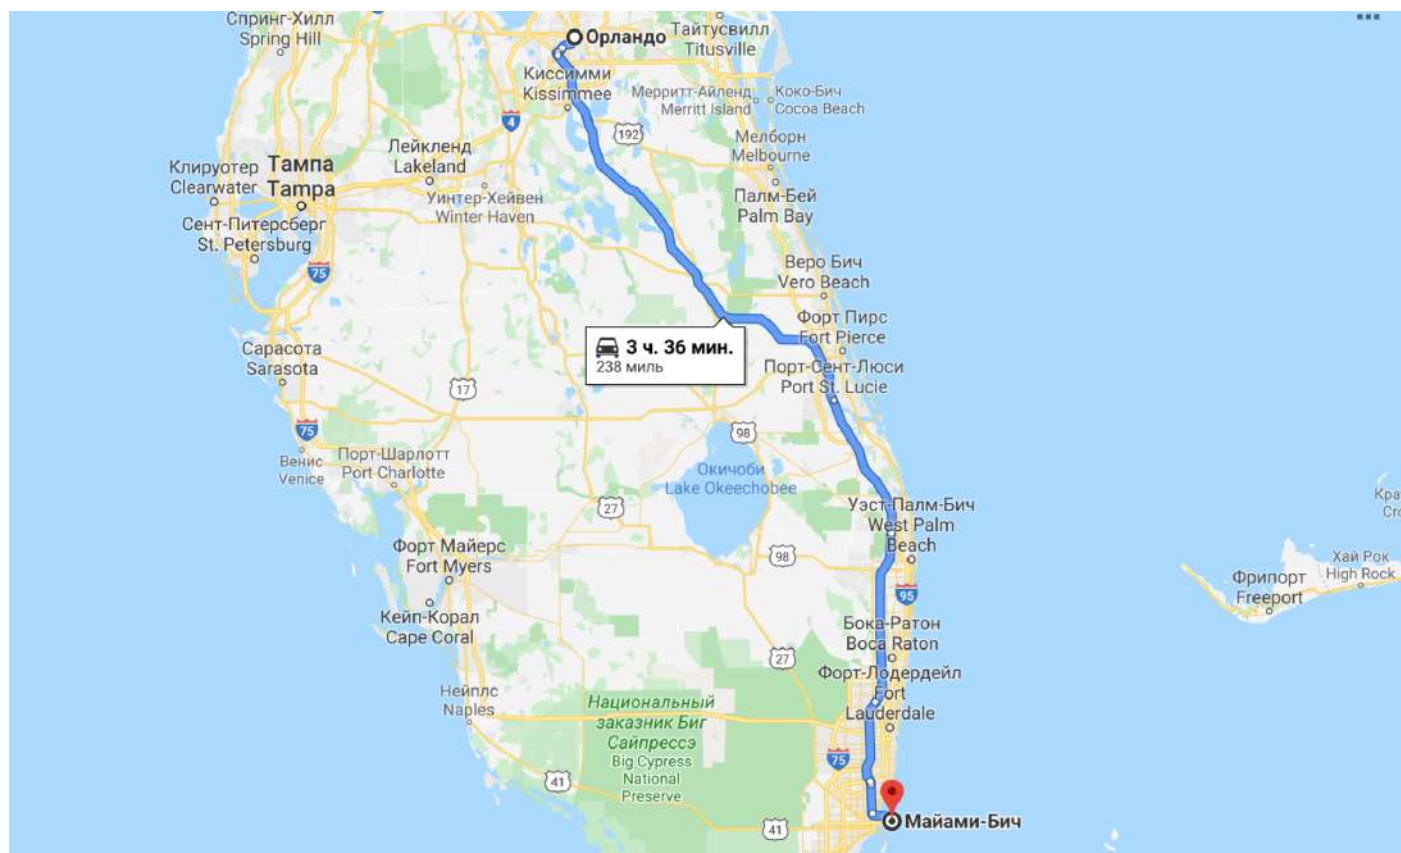 Спринг-Хилл
Spring Hill
Орландо
Тайтусвилл
Titusville
Киссимми
Kissimmee
Мерритт-Айленд
Merritt Island
Коко-Бич
Cocoa Beach
4
192
Мелборн
Melbourne
Лейкленд
Lakeland
Клируотер
Clearwater
Тампа
Tampa
Уинтер-Хейвен
Winter Haven
Палм-Бей
Palm Bay
Сент-Питерсберг
St. Petersburg
75
Веро Бич
Vero Beach
Форт Пирс
Fort Pierce
3 ч. 36 мин.
238 миль
Сарасота
Sarasota
Порт-Сент-Люси
Port St. Lucie
17
75
98
Венис
Venice
Порт-Шарлотт
Port Charlotte
Окичоби
Lake Okeechobee
Кра
Cro
27
Уэст-Палм-Бич
West Palm
Beach
98
Форт Майерс
Fort Myers
Хай Рок
High Rock
Фрипорт
Freeport
95
Кейп-Корал
Cape Coral
Бока-Ратон
Boca Raton
27
Форт-Лодердейл
Fort
Lauderdale
Нейплс
Naples
Национальный
заказник Биг
Сайпрессэ
Big Cypress
National
Preserve
75
41
41
Майами-Бич